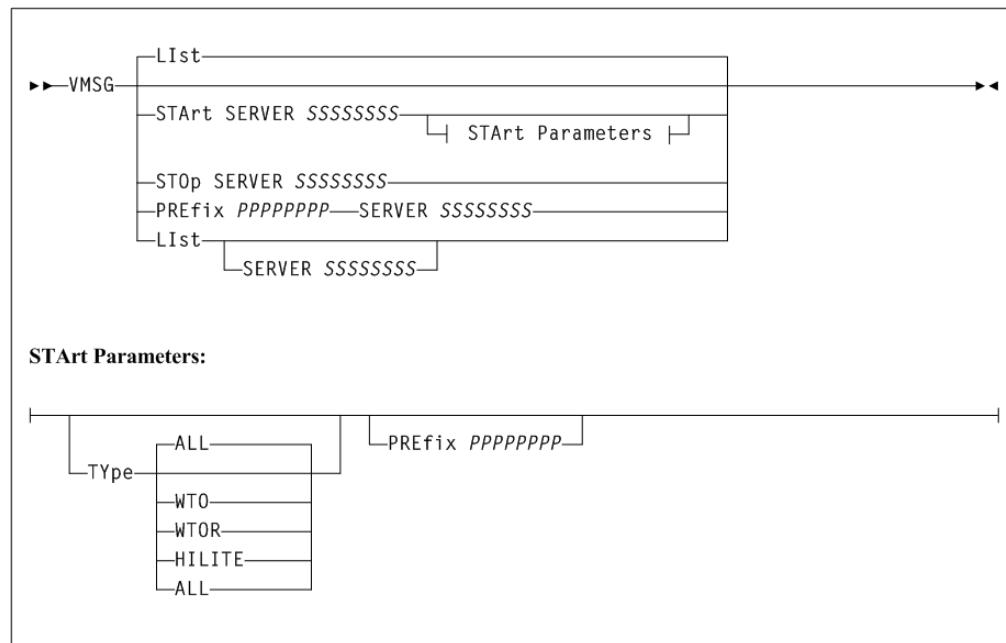 LIst
VMSG
STArt SERVER SSSSSSSS
STArt Parameters
STOp SERVER SSSSSSSS
PREfix PPPPPPPP SERVER SSSSSSSS
LIst
SERVER SSSSSSSS
STArt Parameters:
ALL
PREfix PPPPPPPP
TYpe
WTO
WTOR
HILITE
ALL